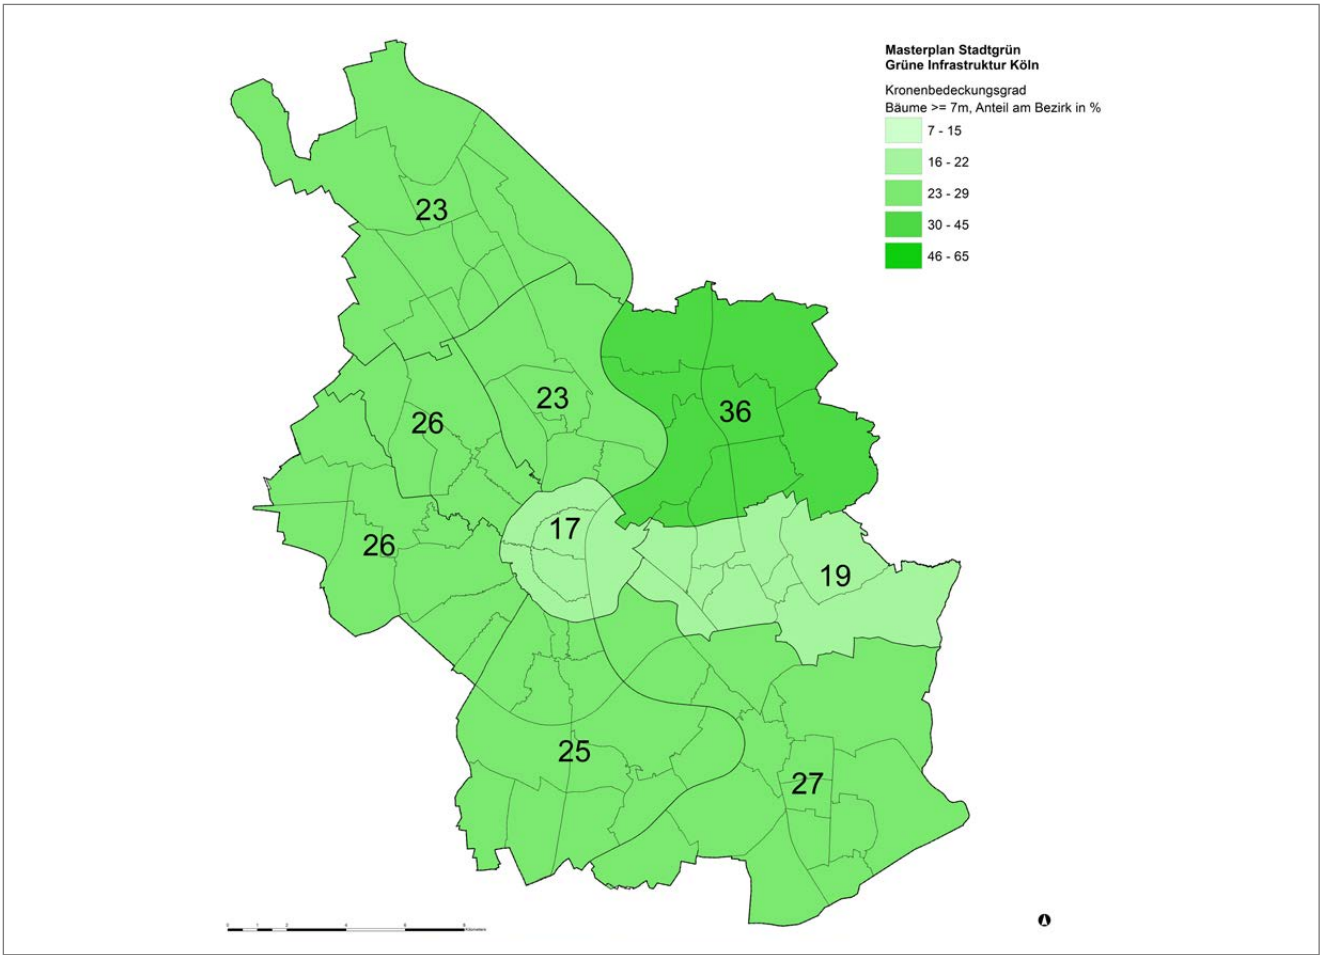 Masterplan Stadtgrün
Grüne Infrastruktur Köln
Kronenbedeckungsgrad
Bäume >= 7m, Anteil am Bezirk in %
7 - 15
16 - 22
23 - 29
30 - 45
46 - 65
23
23
36
26
17
26
19
25
27